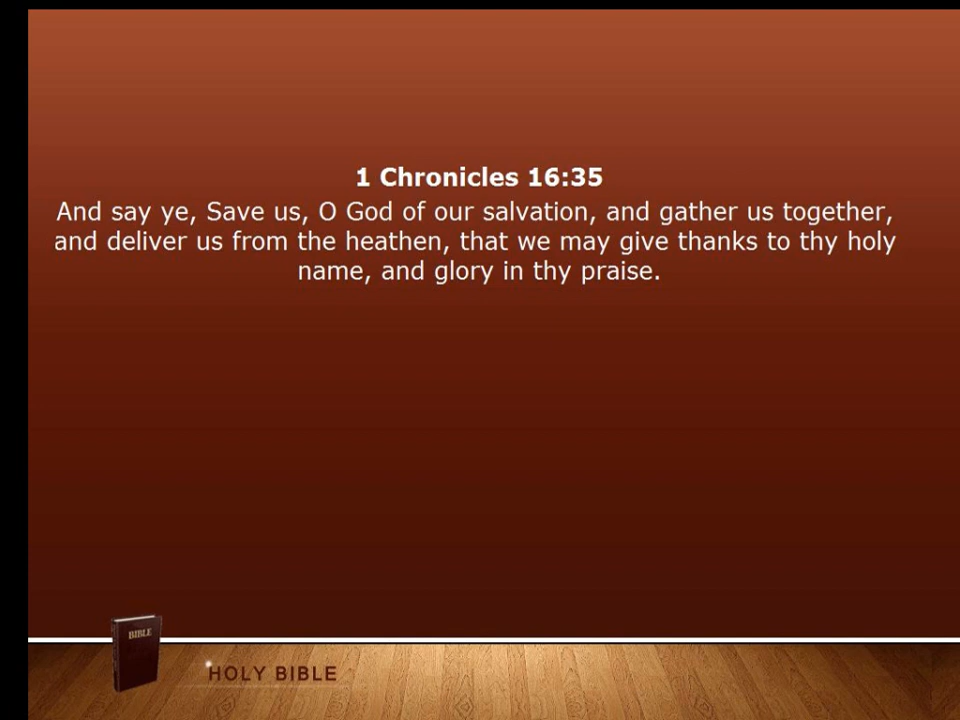 1 Chronicles 16:35
And say ye, Save us, O God of our salvation, and gather us together,
and deliver us from the heathen, that we may give thanks to thy holy
name, and glory in thy praise.
BIBLE
HOLY BIBLE